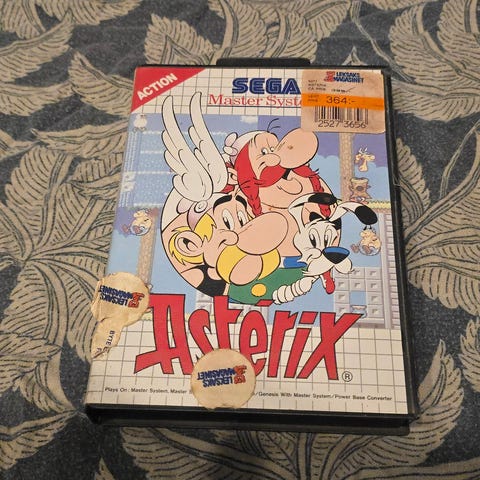 ACTION
SEGA
Master Syste
LEKSAKS
MAGASINET
364:-
2527 3656
LEKSAKS
MAGASINET
Asterix
®
LEKSAKS
MAGASINET
Plays On: Master System, Master S
/Genesis With Master System/Power Base Converter